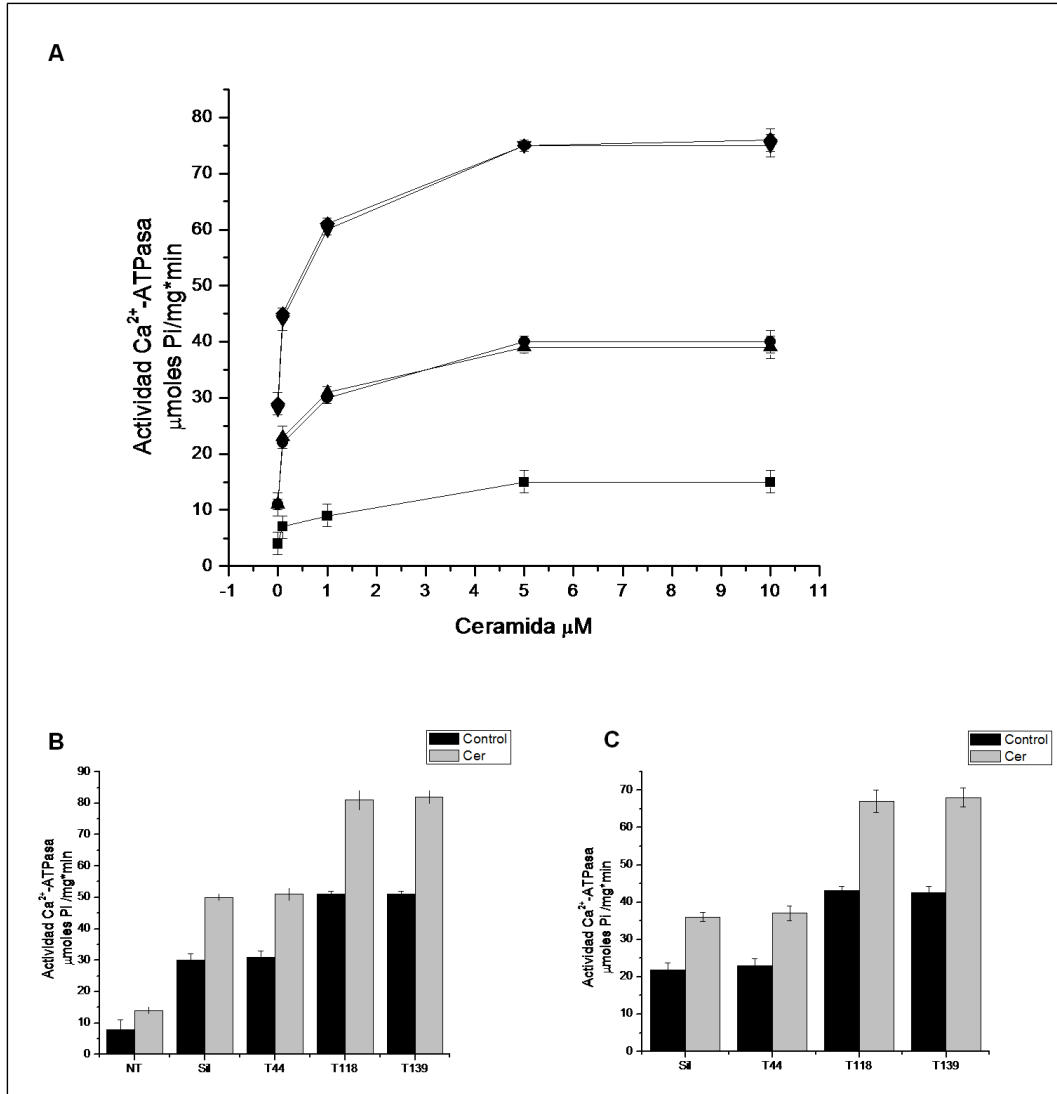 A
Actividad Ca2+-ATPasa
µmoles PI/mg*min
80
70
60
50
40
30
20
10
0
-1 0 1 2 3 4 5 6 7 8 9 10 11
Ceramida µM
B
Control
Cer
Actividad Ca2+-ATPasa
µmoles PI /mg*min
90
80
70
60
50
40
30
20
10
0
NT Sil T44 T118 T139
C
Control
Cer
Actividad Ca2+-ATPasa
µmoles PI /mg*min
70
60
50
40
30
20
10
0
Sil T44 T118 T139